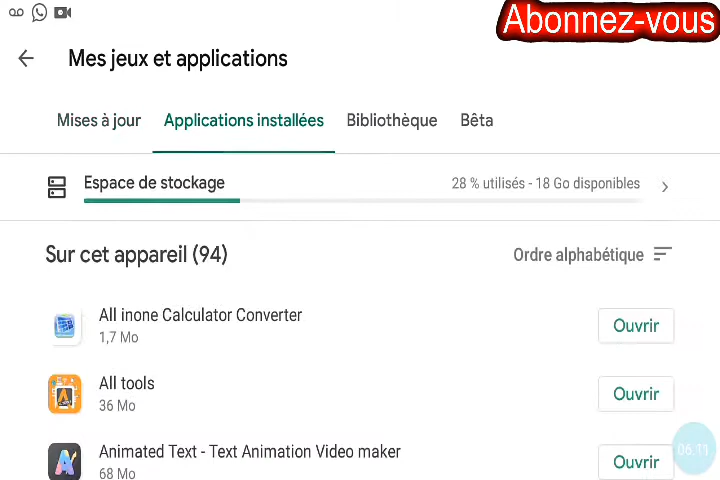 Abonnez-vous
Mes jeux et applications
Mises à jour Applications installées Bibliothèque Bêta
Espace de stockage 28 % utilisés - 18 Go disponibles
Sur cet appareil (94) Ordre alphabétique
All inone Calculator Converter
1,7 Mo
Ouvrir
All tools
36 Mo
Ouvrir
Animated Text - Text Animation Video maker
68 Mo
Ouvrir
06:11